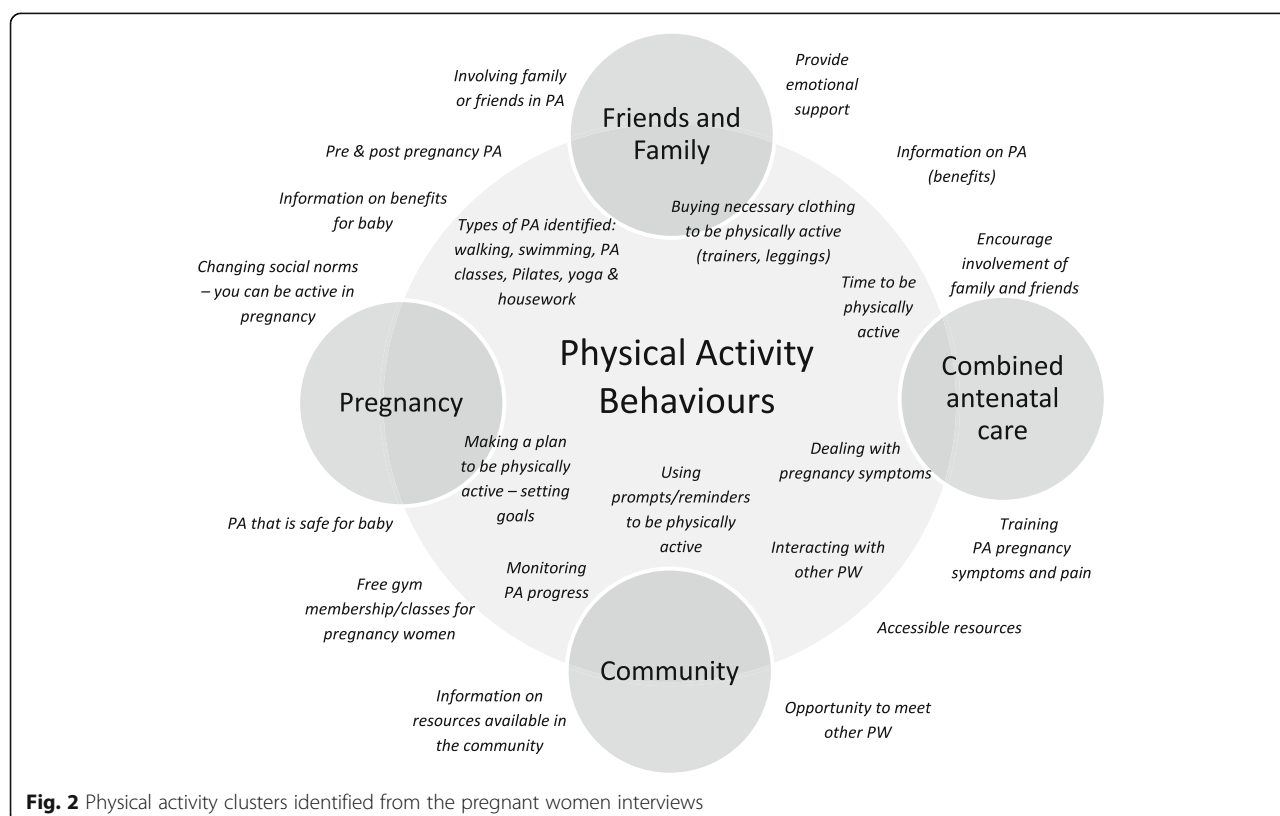 Involving family
or friends in PA
Friends and
Family
Provide
emotional
support
Pre & post pregnancy PA
Information on PA
(benefits)
Information on benefits
for baby
Types of PA identified:
walking, swimming, PA
classes, Pilates, yoga &
housework
Buying necessary clothing
to be physically active
(trainers, leggings)
Encourage
involvement of
family and friends
Changing social norms
– you can be active in
pregnancy
Time to be
physically
active
Physical Activity
Behaviours
Pregnancy
Combined
antenatal
care
Making a plan
to be physically
active – setting
goals
Using
prompts/reminders
to be physically
active
Dealing with
pregnancy symptoms
PA that is safe for baby
Training
PA pregnancy
symptoms and pain
Interacting with
other PW
Monitoring
PA progress
Free gym
membership/classes for
pregnancy women
Accessible resources
Community
Information on
resources available in
the community
Opportunity to meet
other PW
Fig. 2 Physical activity clusters identified from the pregnant women interviews